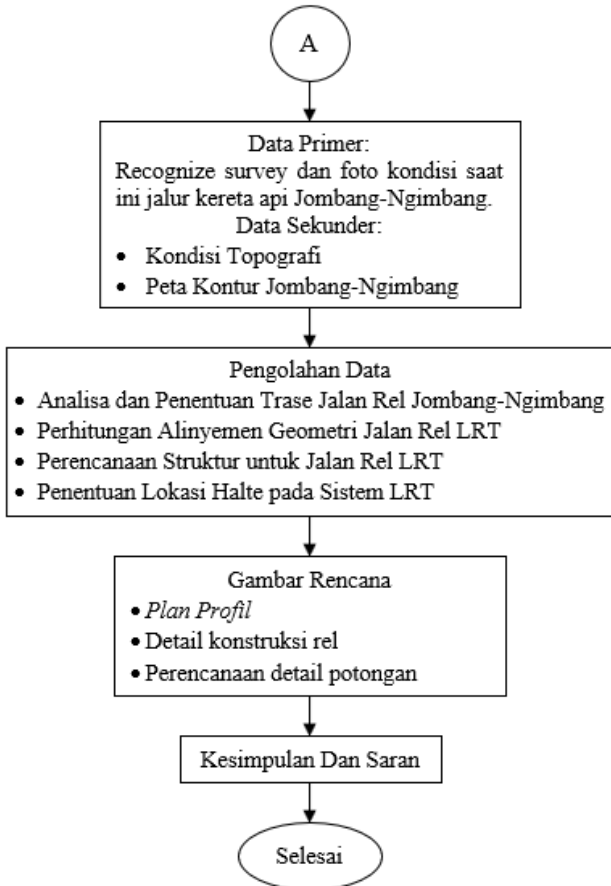 A
Data Primer:
Recognize survey dan foto kondisi saat
ini jalur kereta api Jombang-Ngimbang.
Data Sekunder:
• Kondisi Topografi
• Peta Kontur Jombang-Ngimbang
Pengolahan Data
• Analisa dan Penentuan Trase Jalan Rel Jombang-Ngimbang
• Perhitungan Alinyemen Geometri Jalan Rel LRT
• Perencanaan Struktur untuk Jalan Rel LRT
• Penentuan Lokasi Halte pada Sistem LRT
Gambar Rencana
• Plan Profil
• Detail konstruksi rel
• Perencanaan detail potongan
Kesimpulan Dan Saran
Selesai